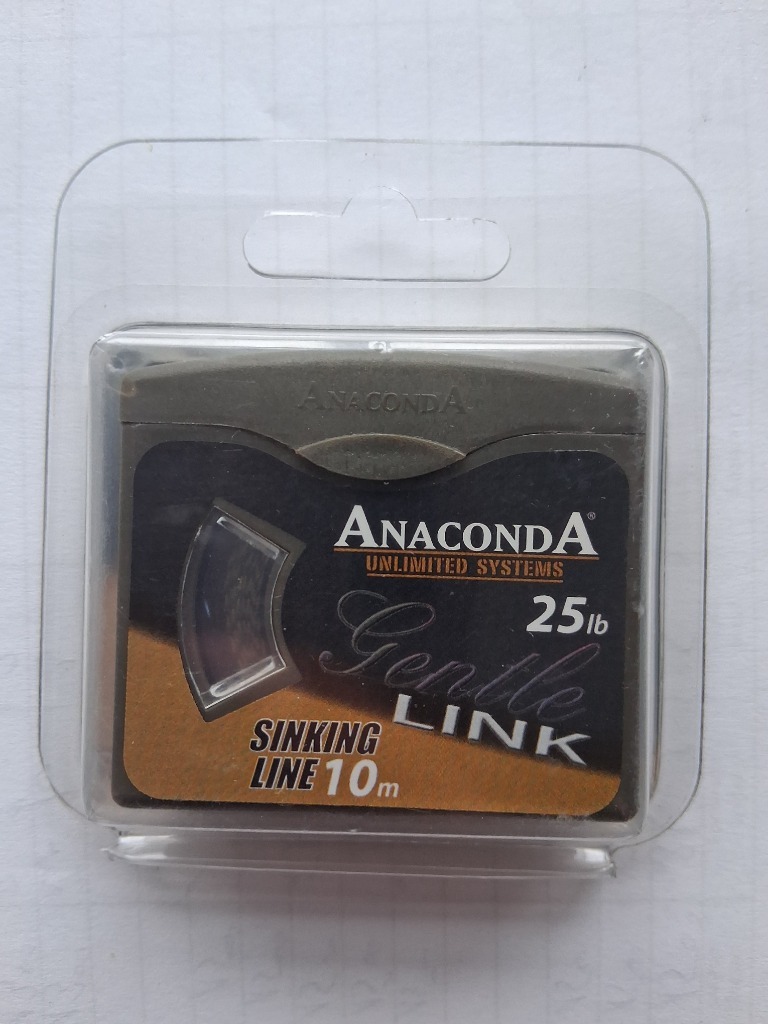 ANACONDA
ANACONDA®
UNLIMITED SYSTEMS
25lb
Gentle
LINK
SINKING
LINE 10m